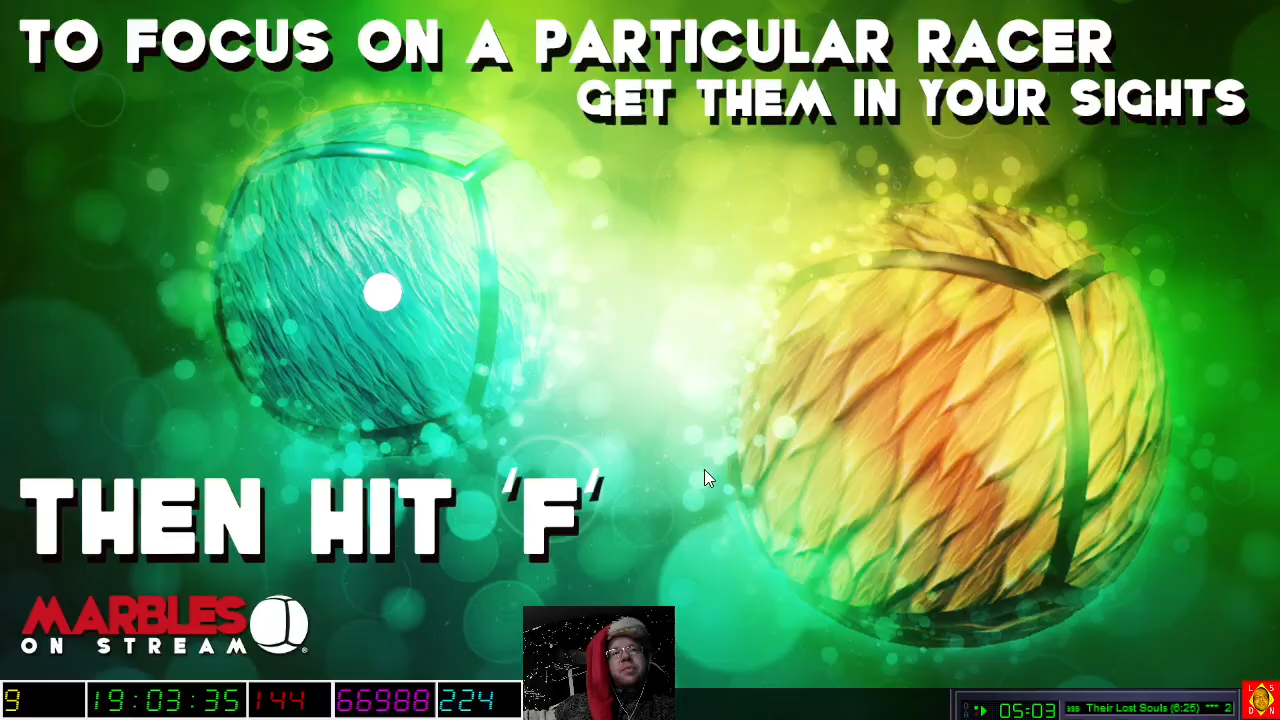 TO FOCUS ON A PARTICULAR RACER
GET THEM IN YOUR SIGHTS
THEN HIT 'F'
MARBLES
ON STREAM
9 19:03:35 144 66988 224
05:03 Their Lost Souls (6:25) *** 2
L A S
D N